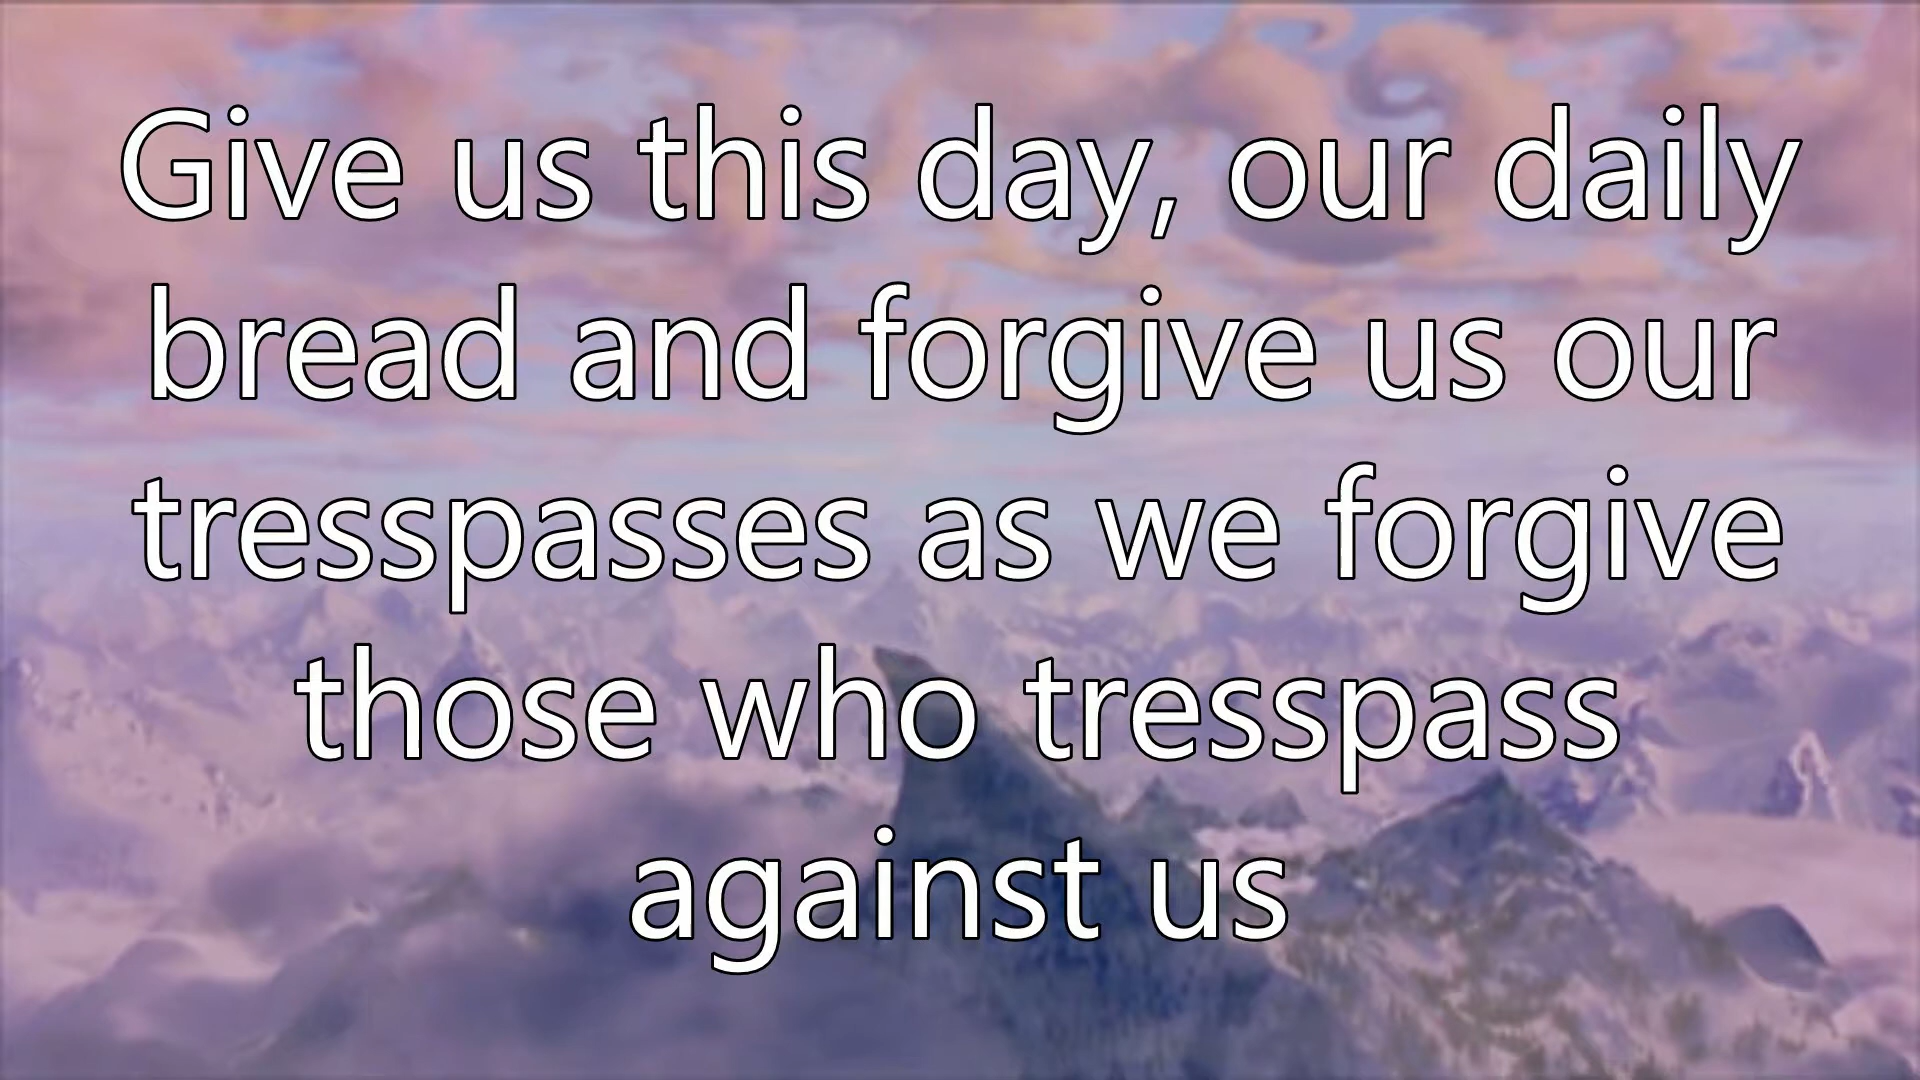 Give us this day, our daily
bread and forgive us our
tresspasses as we forgive
those who tresspass
against us